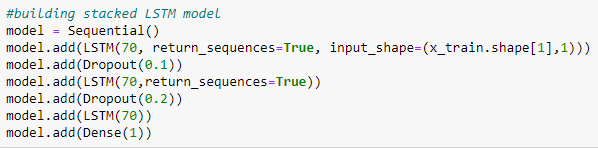 #building stacked LSTM model
model = Sequential()
model.add(LSTM(70, return_sequences=True, input_shape=(x_train.shape[1],1)))
model.add(Dropout(0.1))
model.add(LSTM(70,return_sequences=True))
model.add(Dropout(0.2))
model.add(LSTM(70))
model.add(Dense(1))